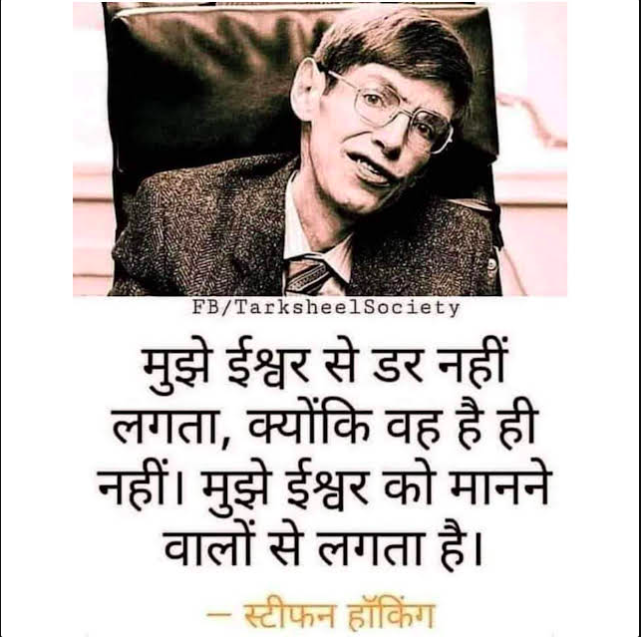 FB/TarksheelSociety
मुझे ईश्वर से डर नहीं
लगता, क्योंकि वह है ही
नहीं। मुझे ईश्वर को मानने
वालों से लगता है।
– स्टीफन हॉकिंग